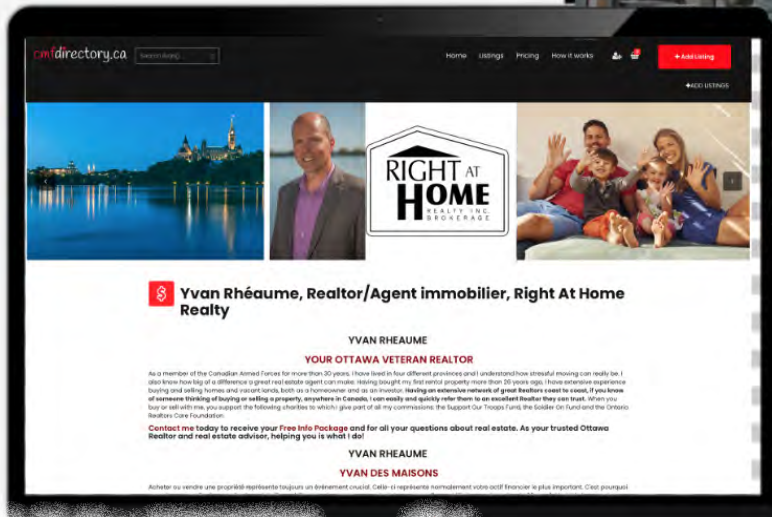 cmfdirectory.ca
Home Listings Pricing How it works
+ Add Listing
+ADD LISTINGS
RIGHT AT
HOME
REALTY INC.
BROKERAGE
Yvan Rhéaume, Realtor/Agent immobilier, Right At Home
Realty
YVAN RHEAUME
YOUR OTTAWA VETERAN REALTOR
As a member of the Canadian Armed Forces for more than 30 years, I have lived in four different provinces and I understand how stressful moving can really be. I
also know how big of a difference a great real estate agent can make. Having bought my first rental property more than 26 years ago, I have extensive experience
buying and selling homes and vacant lands, both as a homeowner and as an investor. Having an extensive network of great Realtors coast to coast, if you know
of someone thinking of buying or selling a property, anywhere in Canada, I can easily and quickly refer them to an excellent Realtor they can trust. When you
buy or sell with me, you support the following charities to which I give part of all my commissions: the Support Our Troops Fund, the Soldier On Fund and the Ontario
Realtors Care Foundation.
Contact me today to receive your Free Info Package and for all your questions about real estate. As your trusted Ottawa
Realtor and real estate advisor, helping you is what I do!
YVAN RHEAUME
YVAN DES MAISONS
Acheter ou vendre une propriété représente toujours un événement crucial. Celle-ci représente normalement votre actif financier le plus important. C'est pourquoi